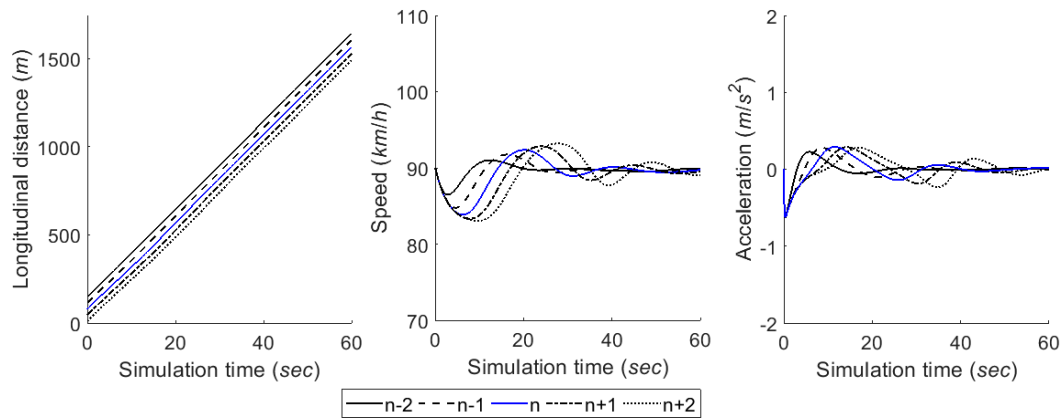 Longitudinal distance (m)
1500
1000
500
0
0 20 40 60
Simulation time (sec)
Speed (km/h)
110
100
90
80
70
0 20 40 60
Simulation time (sec)
Acceleration (m/s²)
2
1
0
-1
-2
0 20 40 60
Simulation time (sec)
n-2 n-1 n n+1 n+2